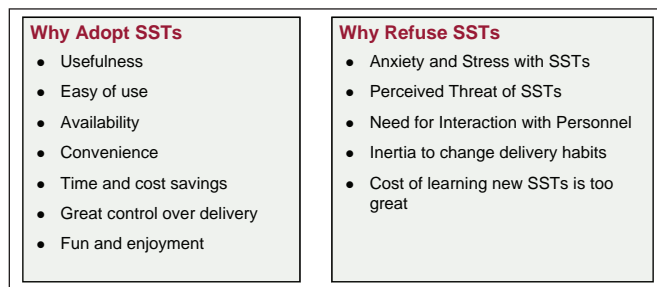 Why Adopt SSTs
● Usefulness
● Easy of use
● Availability
● Convenience
● Time and cost savings
● Great control over delivery
● Fun and enjoyment
Why Refuse SSTs
● Anxiety and Stress with SSTs
● Perceived Threat of SSTs
● Need for Interaction with Personnel
● Inertia to change delivery habits
● Cost of learning new SSTs is too
great